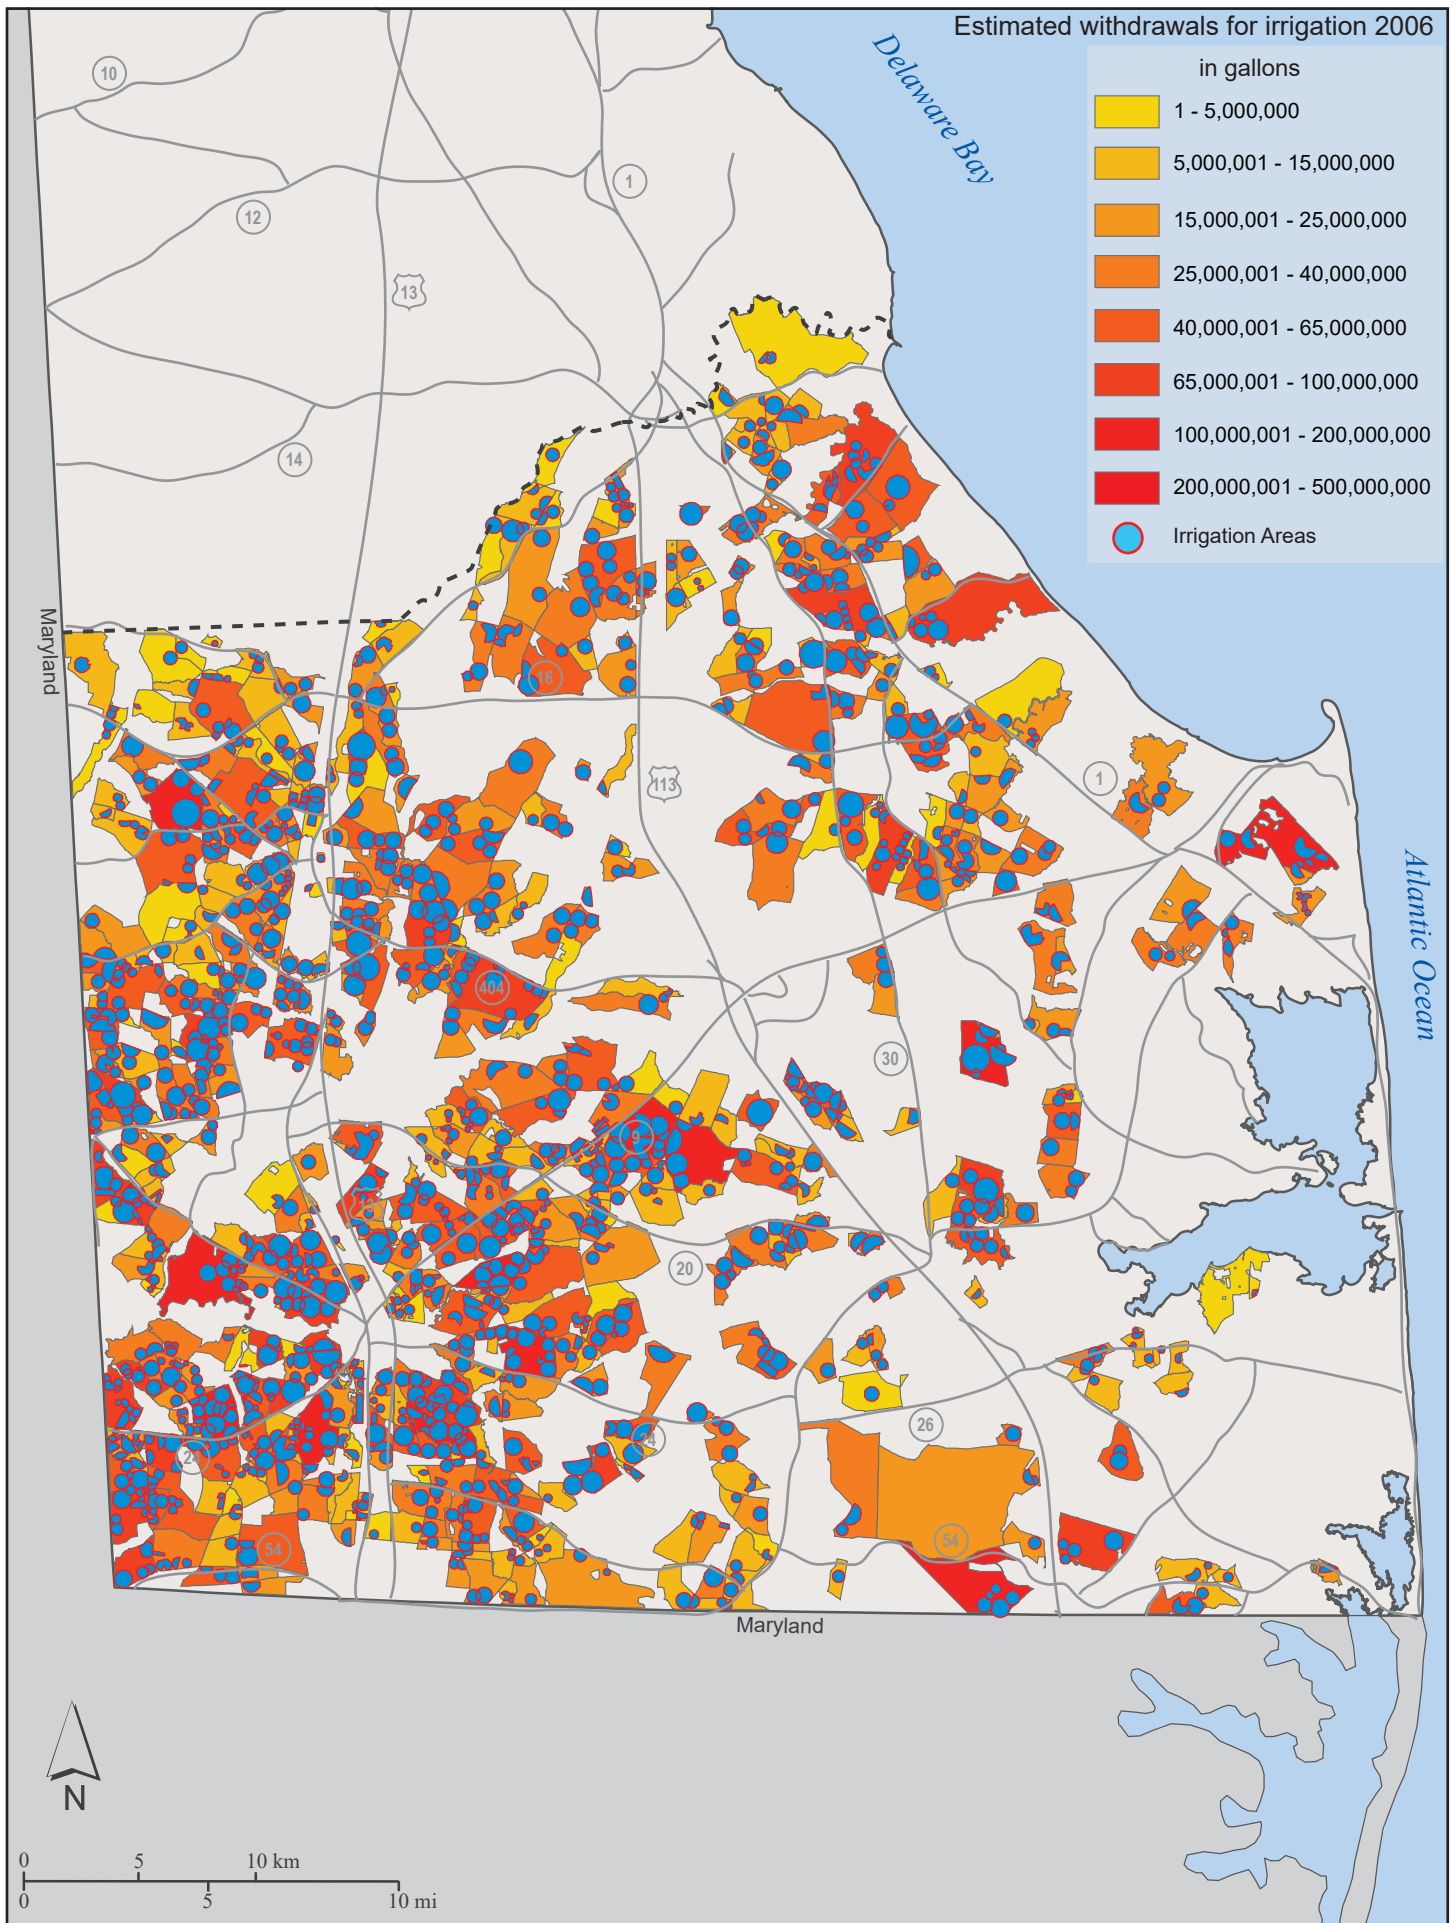 Estimated withdrawals for irrigation 2006
in gallons
1 - 5,000,000
5,000,001 - 15,000,000
15,000,001 - 25,000,000
25,000,001 - 40,000,000
40,000,001 - 65,000,000
65,000,001 - 100,000,000
100,000,001 - 200,000,000
200,000,001 - 500,000,000
Irrigation Areas
Delaware Bay
10
1
12
13
14
Maryland
16
113
1
Atlantic Ocean
404
30
9
13
20
26
24
24
54
54
Maryland
N
0 5 10 km
0 5 10 mi